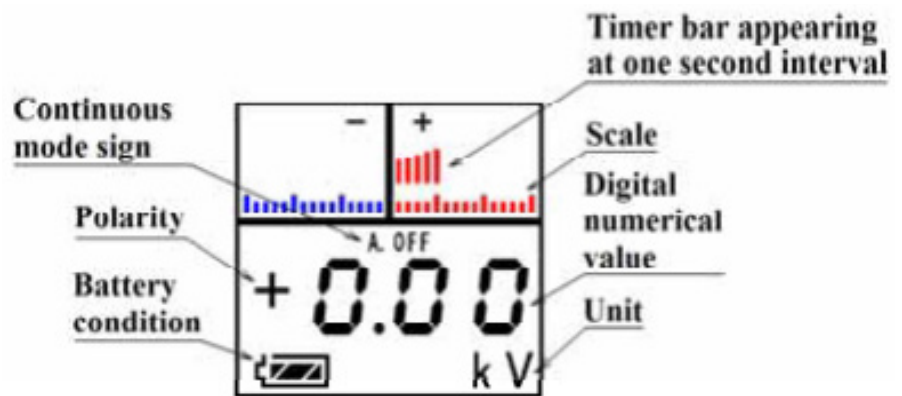 Timer bar appearing
at one second interval
Continuous
mode sign
- +
Scale
Digital
numerical
value
Polarity
A. OFF
+0.00
Battery
condition
Unit
k V